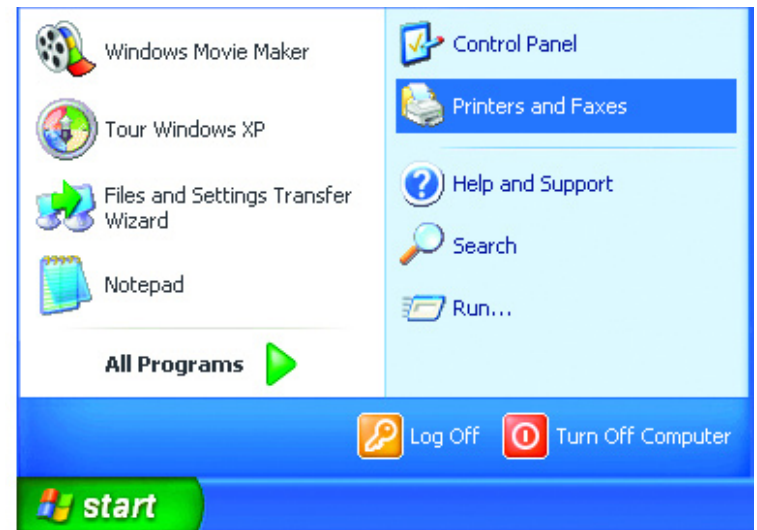 Windows Movie Maker
Tour Windows XP
Files and Settings Transfer
Wizard
Notepad
All Programs
Control Panel
Printers and Faxes
Help and Support
Search
Run...
Log Off
Turn Off Computer
start